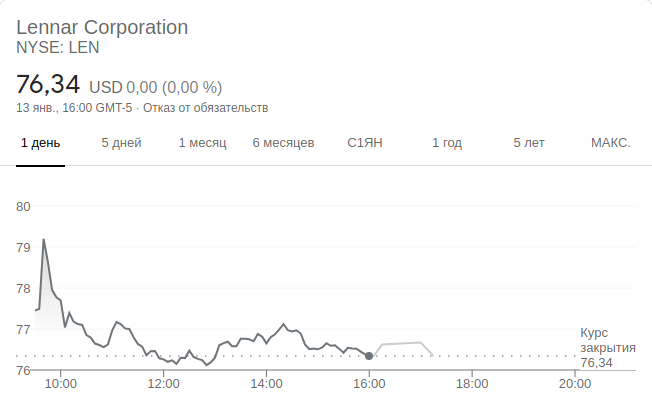 Lennar Corporation
NYSE: LEN
76,34 USD 0,00 (0,00 %)
13 янв., 16:00 GMT-5 · Отказ от обязательств
1 день 5 дней 1 месяц 6 месяцев С1ЯН 1 год 5 лет МАКС.
80
79
78
77
76
Курс
закрытия
76,34
10:00 12:00 14:00 16:00 18:00 20:00